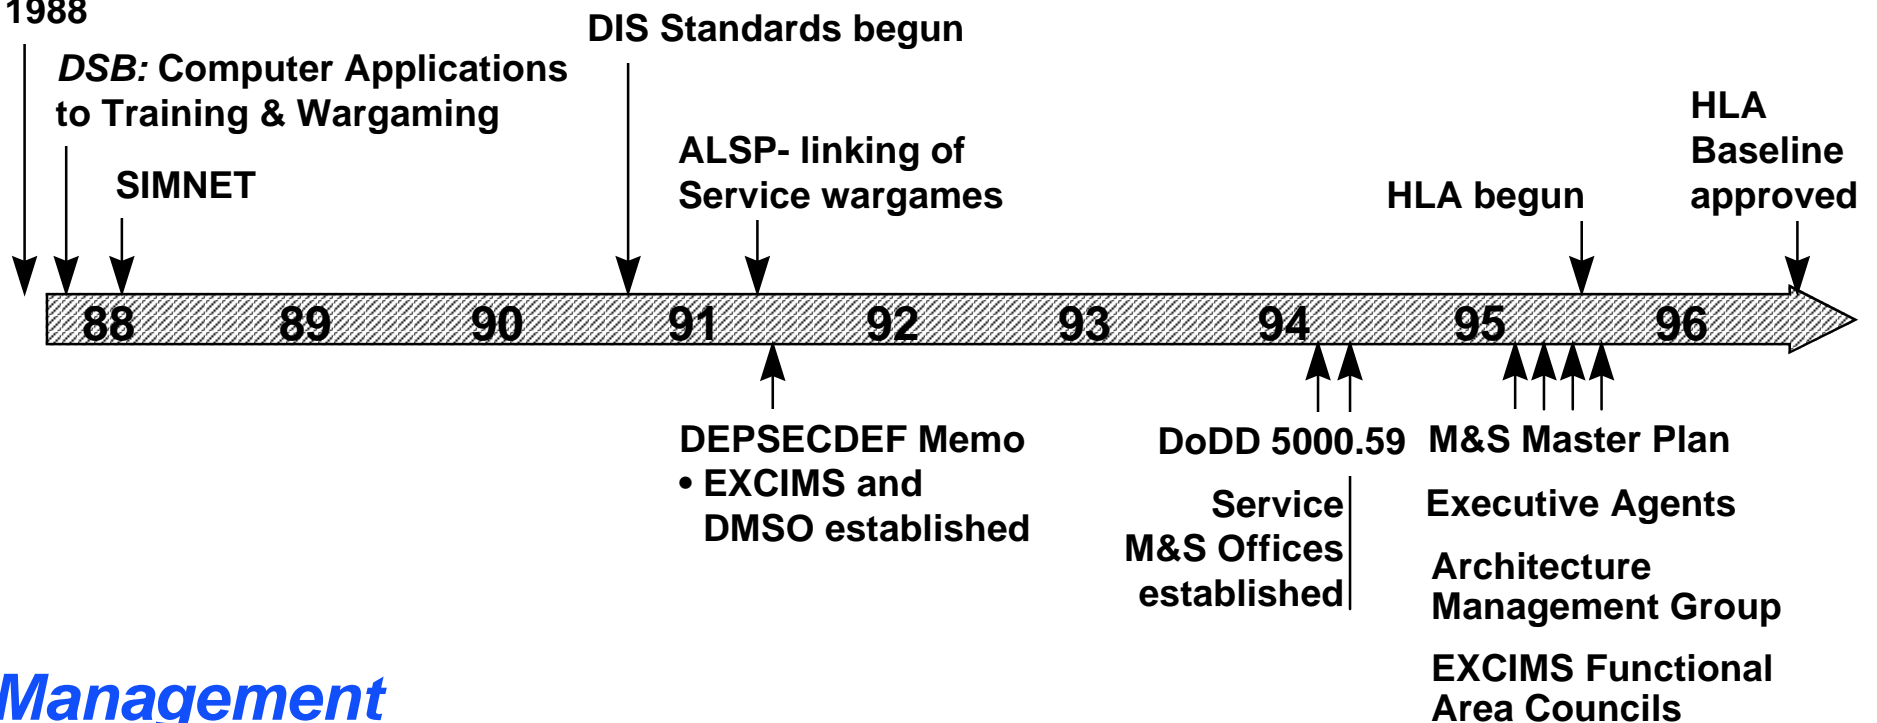 1988
DIS Standards begun
DSB: Computer Applications
to Training & Wargaming
SIMNET
ALSP- linking of
Service wargames
HLA begun
HLA
Baseline
approved
88 89 90 91 92 93 94 95 96
DEPSECDEF Memo
• EXCIMS and
DMSO established
DoDD 5000.59
Service
M&S Offices
established
M&S Master Plan
Executive Agents
Architecture
Management Group
EXCIMS Functional
Area Councils
Management